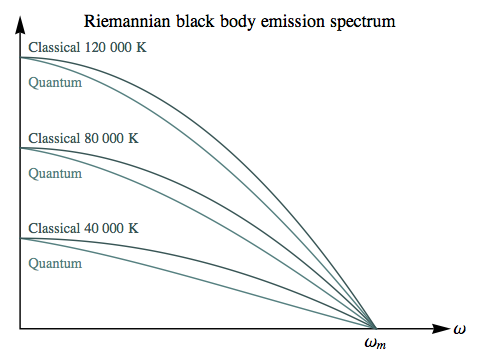 Riemannian black body emission spectrum
Classical 120 000 K
Quantum
Classical 80 000 K
Quantum
Classical 40 000 K
Quantum
ω
ωm